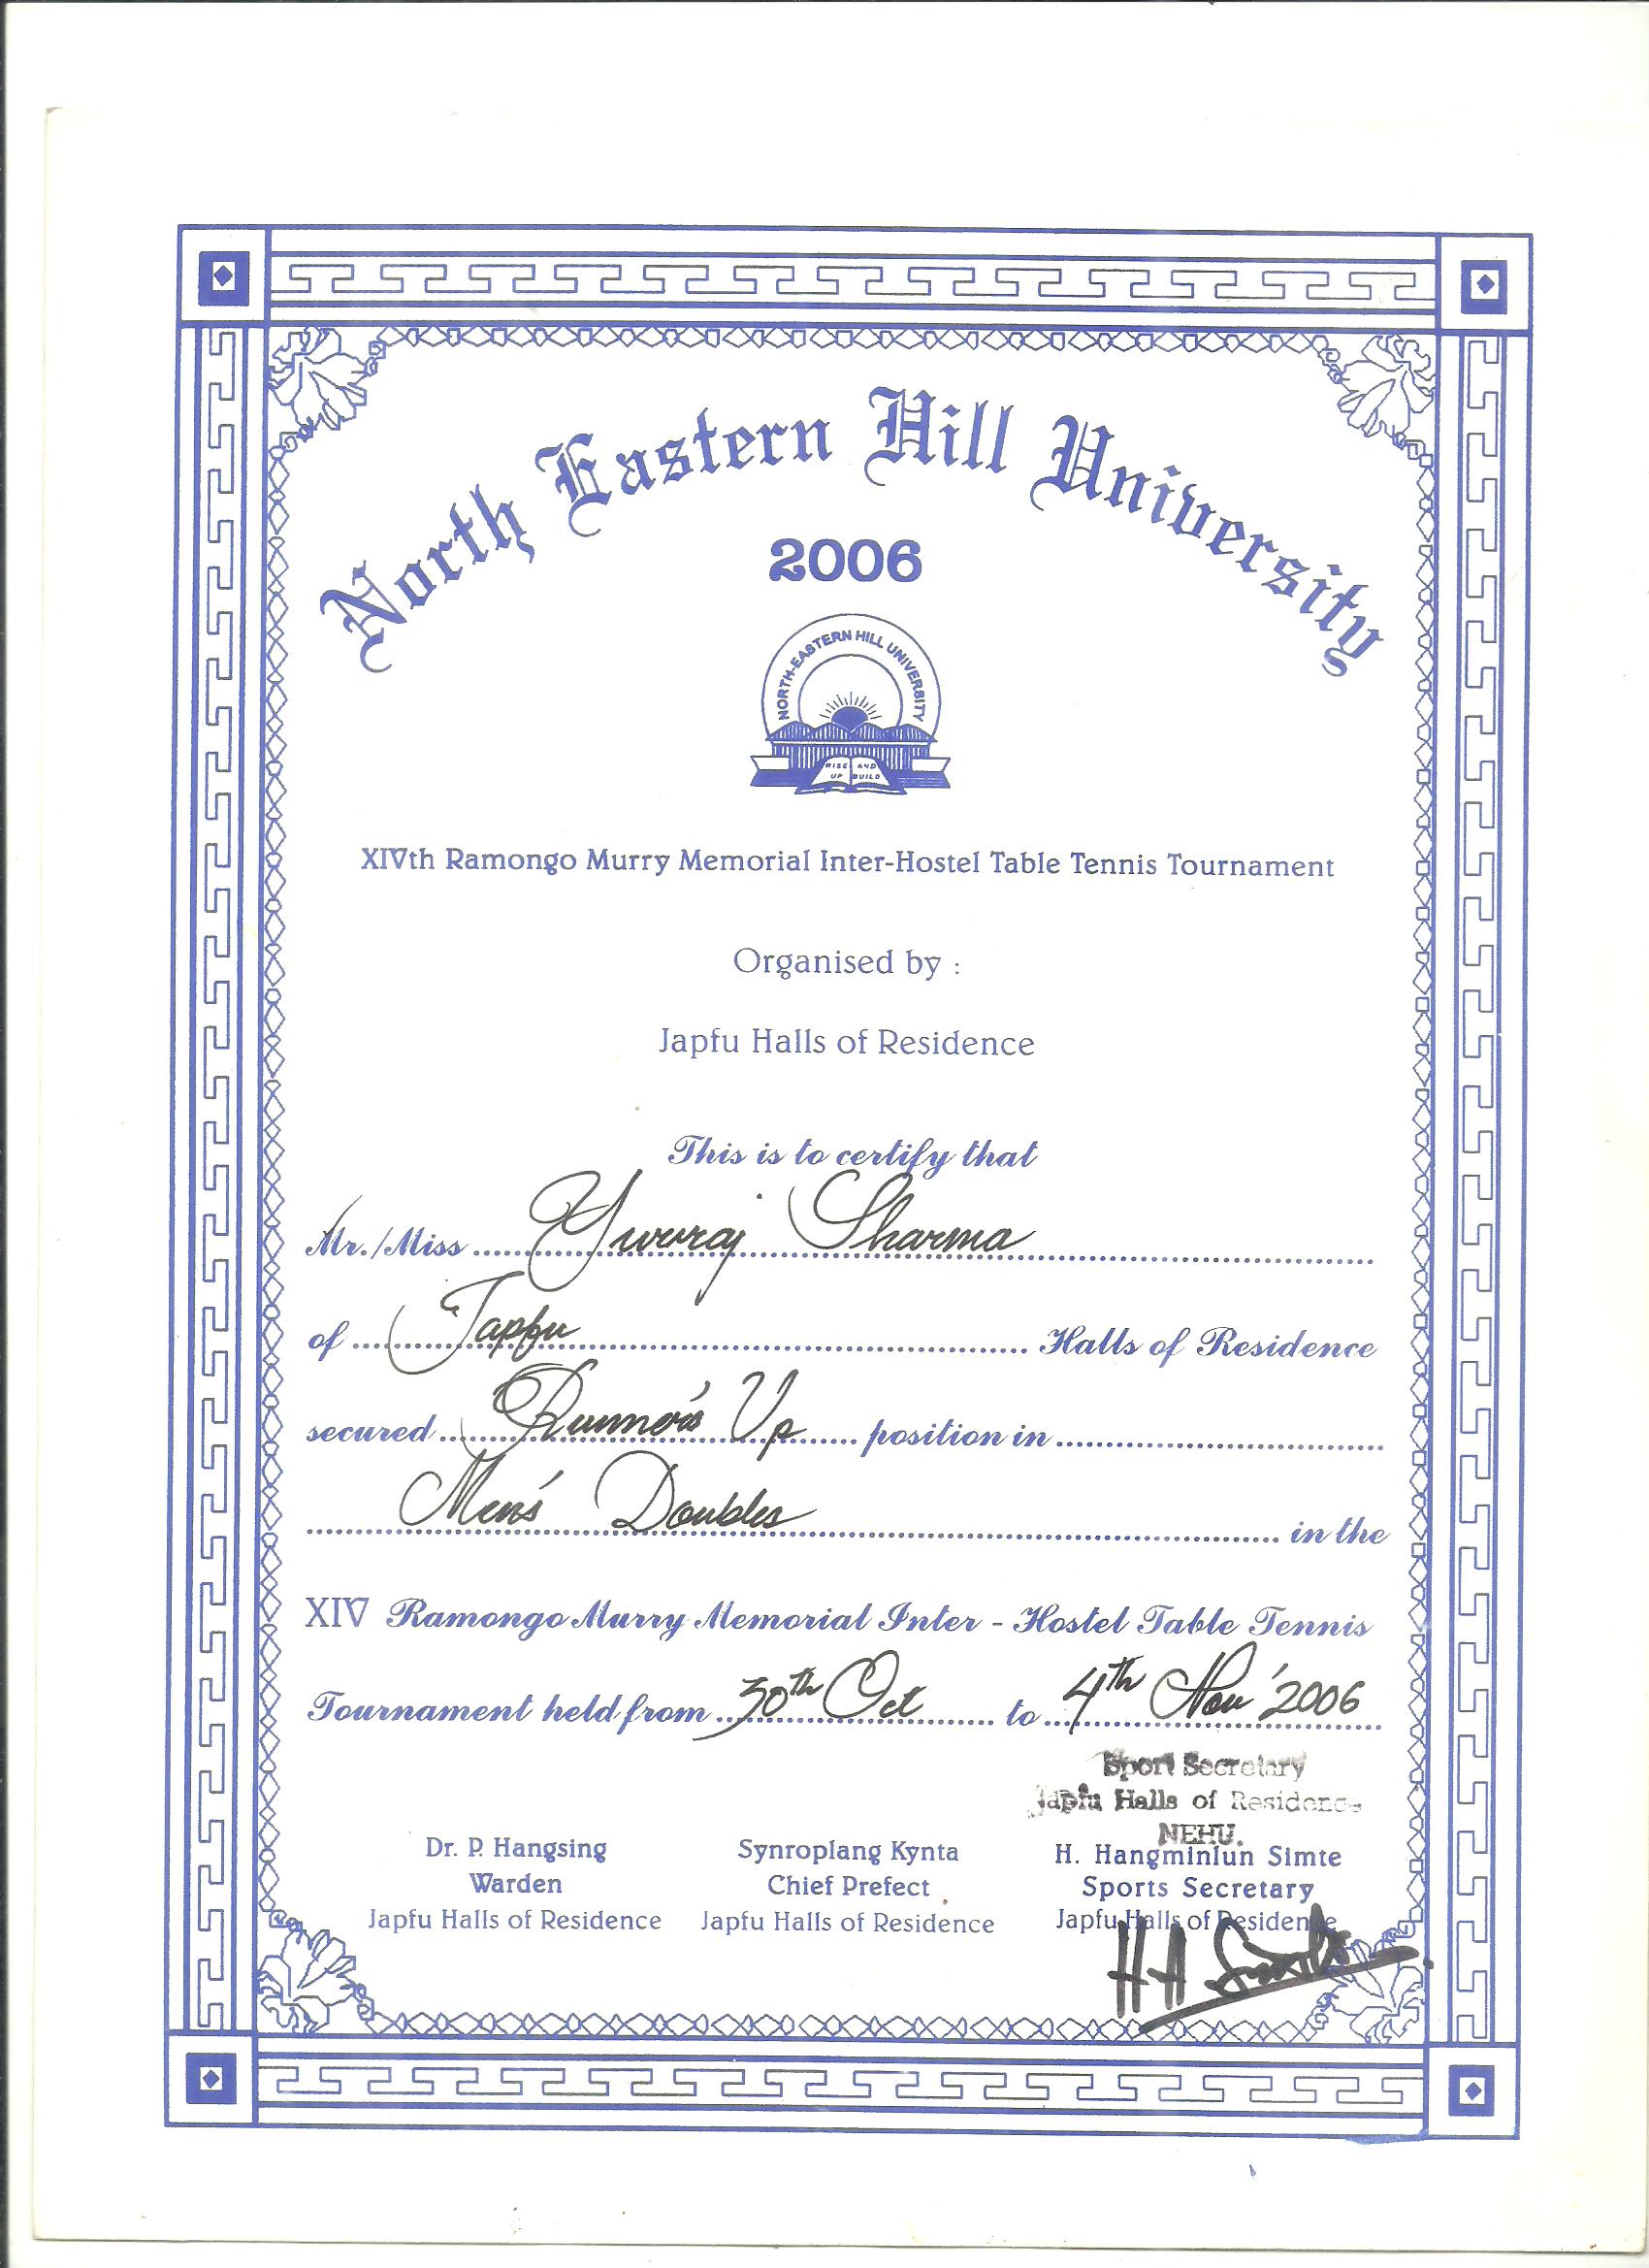 North Eastern Hill University
2006
NORTH-EASTERN HILL UNIVERSITY
RISE AND
UP BUILD
XIVth Ramongo Murry Memorial Inter-Hostel Table Tennis Tournament
Organised by :
Japfu Halls of Residence
This is to certify that
Mr./Miss Yuvraj Sharma
of Japfu Halls of Residence
secured Runner's Up position in
Men's Doubles in the
XIV Ramongo Murry Memorial Inter - Hostel Table Tennis
Tournament held from 30th Oct to 4th Nov '2006
Sport Secretary
Japfu Halls of Residence
NEHU.
Dr. P. Hangsing Synroplang Kynta H. Hangminlun Simte
Warden Chief Prefect Sports Secretary
Japfu Halls of Residence Japfu Halls of Residence Japfu Halls of Residence